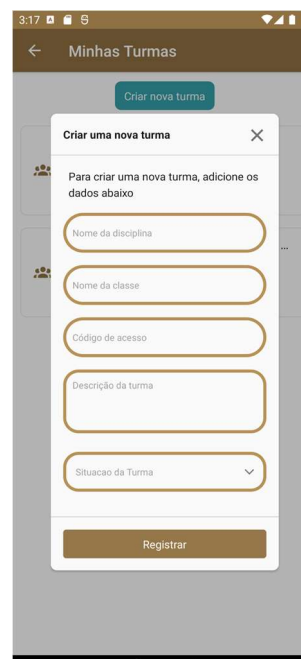 3:17
Minhas Turmas
Criar nova turma
Criar uma nova turma
Para criar uma nova turma, adicione os
dados abaixo
Nome da disciplina
...
Nome da classe
Código de acesso
Descrição da turma
Situacao da Turma
Registrar